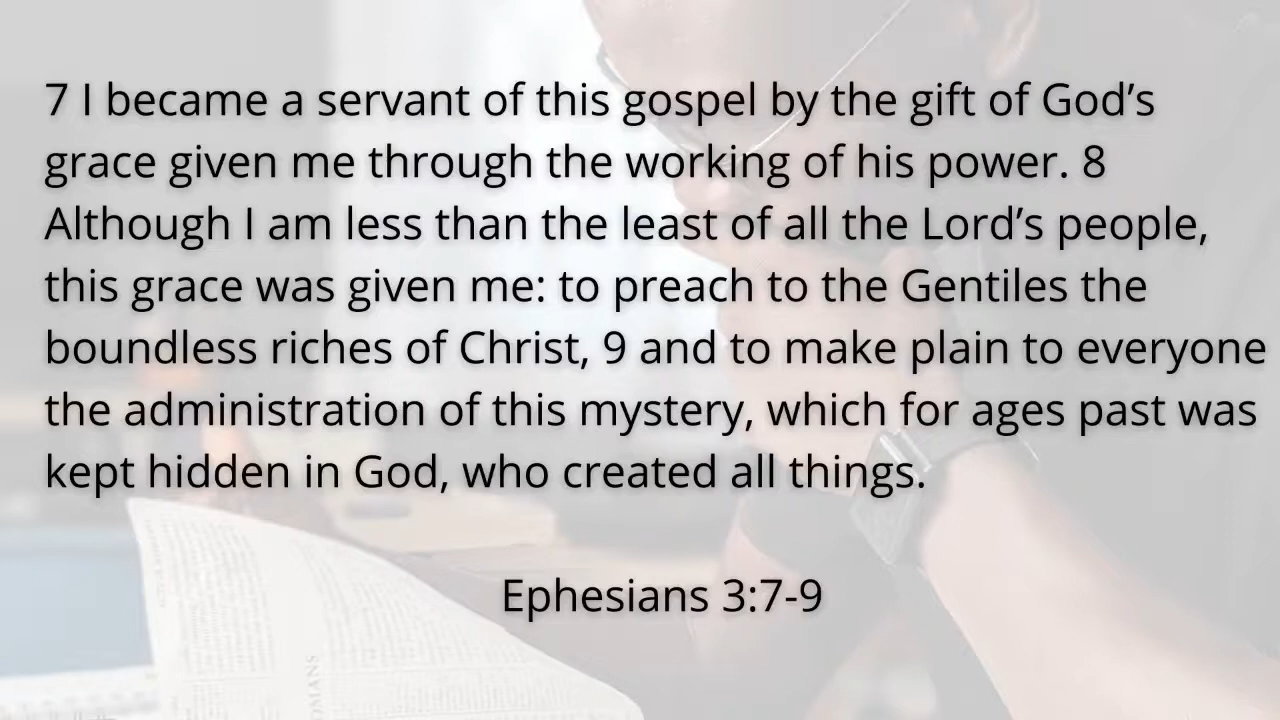 7 I became a servant of this gospel by the gift of God’s
grace given me through the working of his power. 8
Although I am less than the least of all the Lord’s people,
this grace was given me: to preach to the Gentiles the
boundless riches of Christ, 9 and to make plain to everyone
the administration of this mystery, which for ages past was
kept hidden in God, who created all things.
Ephesians 3:7-9